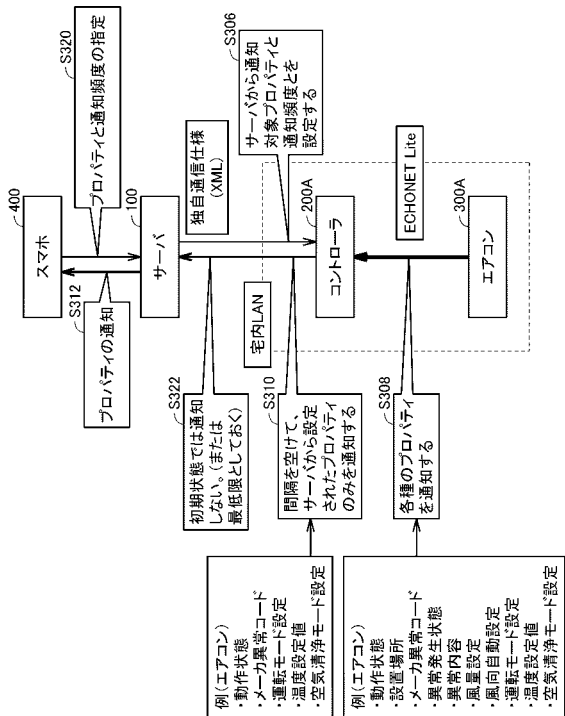 400
スマホ
S320
プロパティと通知頻度の指定
S312
プロパティの通知
100
サーバ
独自通信仕様
(XML)
S306
サーバから通知
対象プロパティと
通知頻度とを
設定する
S322
初期状態では通知
しない。(または
最低限としておく)
宅内LAN
200A
コントローラ
ECHONET Lite
S310
間隔を空けて、
サーバから設定
されたプロパティ
のみを通知する
300A
エアコン
S308
各種のプロパティ
を通知する
例(エアコン)
・動作状態
・メーカ異常コード
・運転モード設定
・温度設定値
・空気清浄モード設定
例(エアコン)
・動作状態
・設置場所
・メーカ異常コード
・異常発生状態
・異常内容
・風量設定
・風向自動設定
・運転モード設定
・温度設定値
・空気清浄モード設定